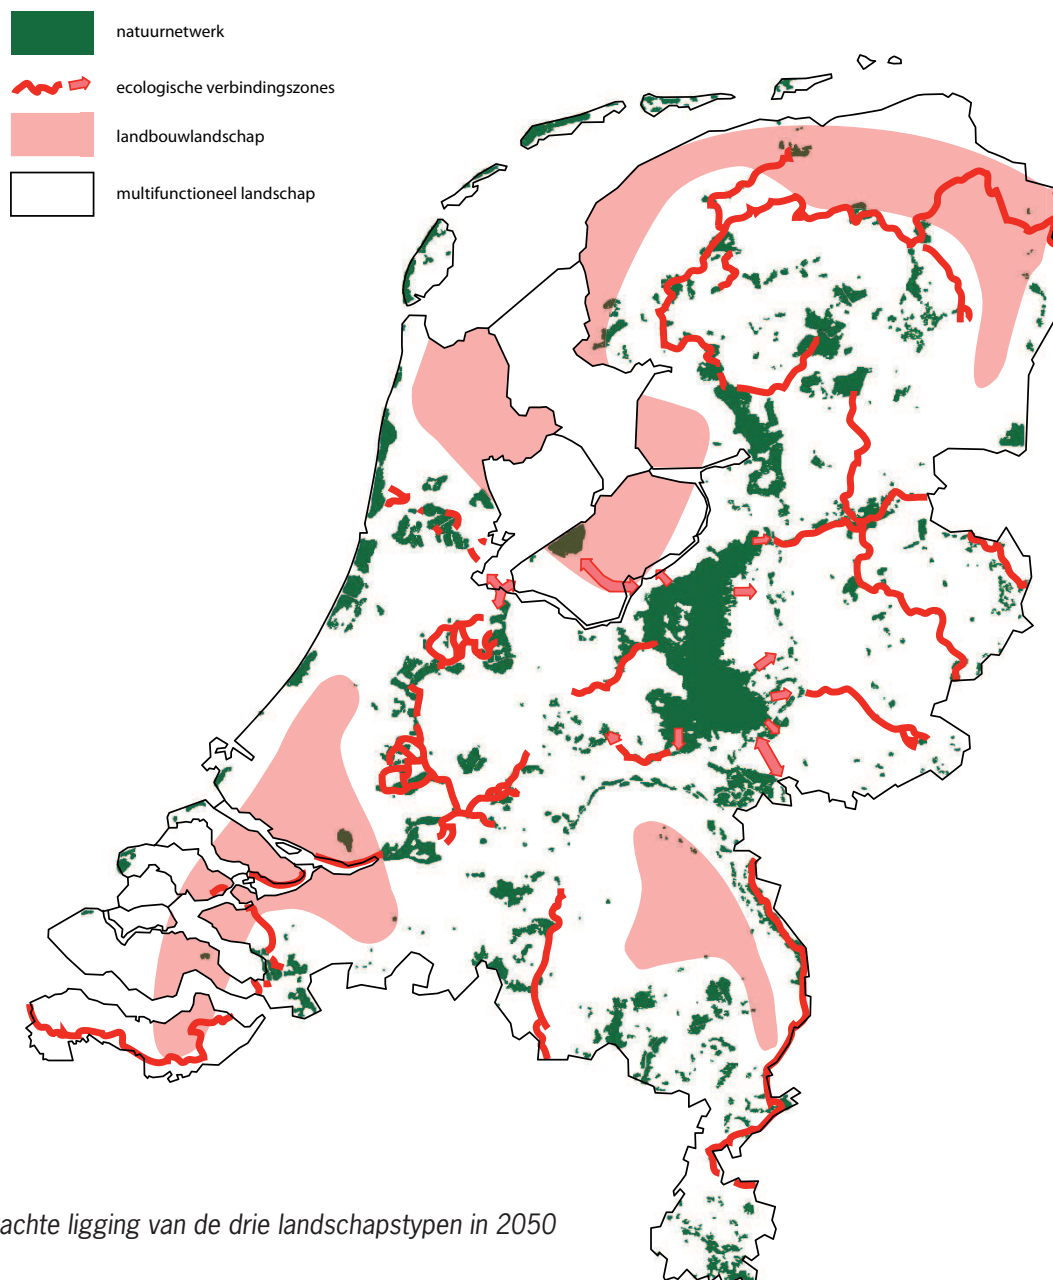 natuurnetwerk
ecologische verbindingszones
landbouwlandschap
multifunctioneel landschap
achte ligging van de drie landschapstypen in 2050